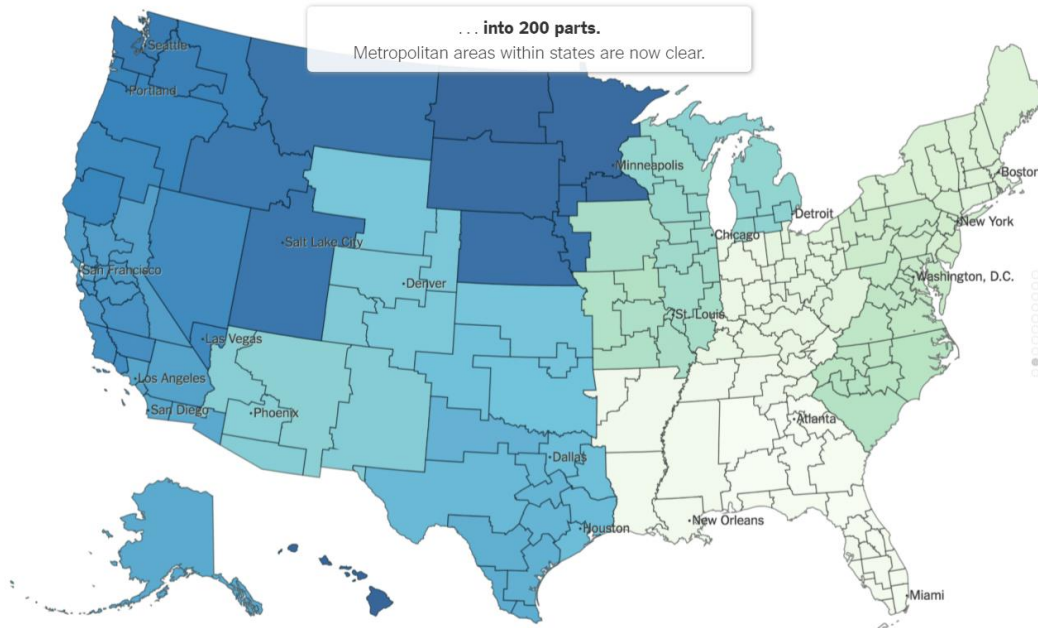 ... into 200 parts.
Metropolitan areas within states are now clear.
Seattle
Portland
Minneapolis
Boston
Detroit
New York
Chicago
Salt Lake City
San Francisco
Denver
Washington, D.C.
St. Louis
Las Vegas
Los Angeles
San Diego
Phoenix
Atlanta
Dallas
New Orleans
Houston
Miami